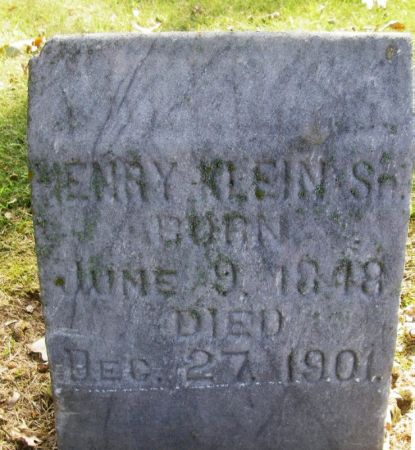 HENRY KLEIN SR.
BORN
JUNE 9, 1848
DIED
DEC. 27, 1901.